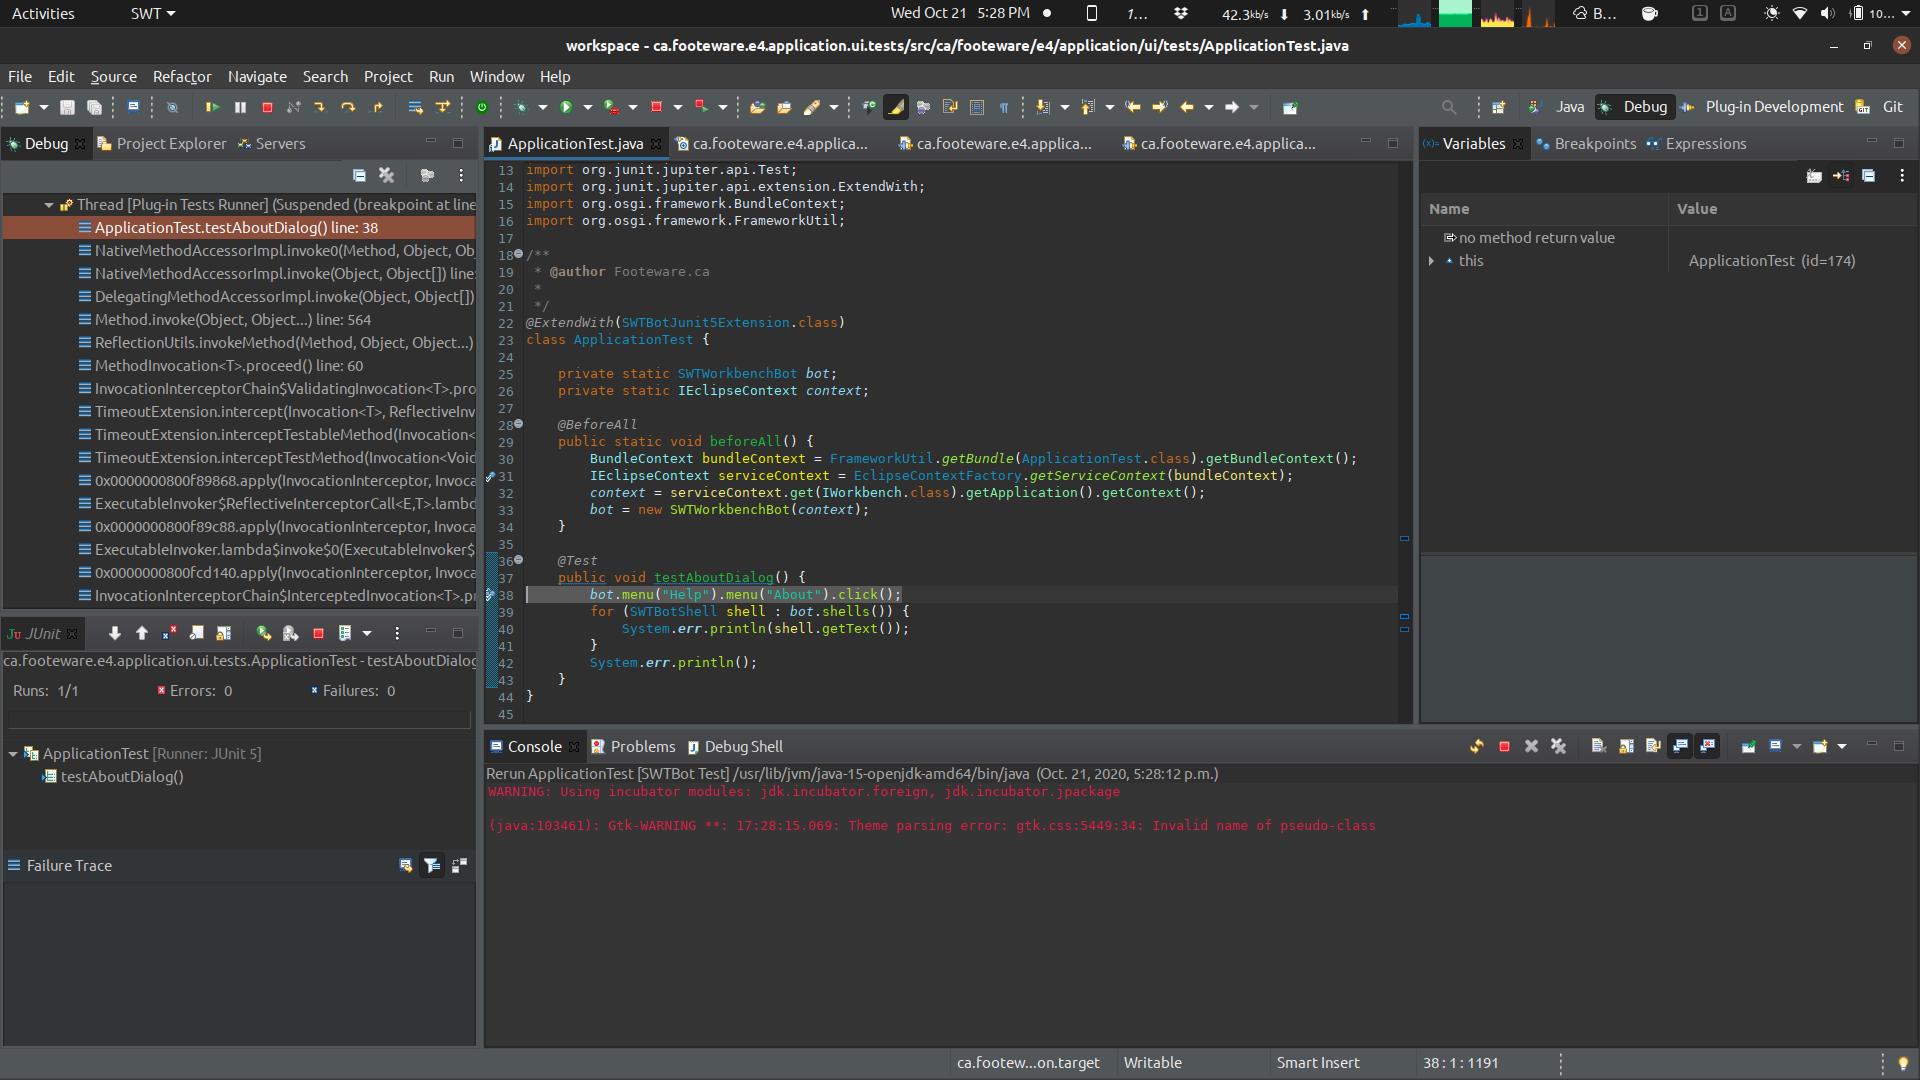 Activities SWT Wed Oct 21 5:28 PM 1... 42.3kb/s 3.01kb/s B... 1 A 10...
workspace - ca.footeware.e4.application.ui.tests/src/ca/footeware/e4/application/ui/tests/ApplicationTest.java
File Edit Source Refactor Navigate Search Project Run Window Help
Java Debug Plug-in Development Git
Debug Project Explorer Servers
Thread [Plug-in Tests Runner] (Suspended (breakpoint at line
ApplicationTest.testAboutDialog() line: 38
NativeMethodAccessorImpl.invoke0(Method, Object, Ob
NativeMethodAccessorImpl.invoke(Object, Object[]) line:
DelegatingMethodAccessorImpl.invoke(Object, Object[])
Method.invoke(Object, Object...) line: 564
ReflectionUtils.invokeMethod(Method, Object, Object...)
MethodInvocation<T>.proceed() line: 60
InvocationInterceptorChain$ValidatingInvocation<T>.pro
TimeoutExtension.intercept(Invocation<T>, ReflectiveInv
TimeoutExtension.interceptTestableMethod(Invocation<
TimeoutExtension.interceptTestMethod(Invocation<Void
0x0000000800f89868.apply(InvocationInterceptor, Invoca
ExecutableInvoker$ReflectiveInterceptorCall<E,T>.lambd
0x0000000800f89c88.apply(InvocationInterceptor, Invoca
ExecutableInvoker.lambda$invoke$0(ExecutableInvoker$
0x0000000800fcd140.apply(InvocationInterceptor, Invoca
InvocationInterceptorChain$InterceptedInvocation<T>.pr
JUnit
ca.footeware.e4.application.ui.tests.ApplicationTest - testAboutDialog
Runs: 1/1 Errors: 0 Failures: 0
ApplicationTest [Runner: JUnit 5]
testAboutDialog()
Failure Trace
ApplicationTest.java ca.footeware.e4.applica... ca.footeware.e4.applica... ca.footeware.e4.applica...
13 import org.junit.jupiter.api.Test;
14 import org.junit.jupiter.api.extension.ExtendWith;
15 import org.osgi.framework.BundleContext;
16 import org.osgi.framework.FrameworkUtil;
17
18 /**
19 * @author Footeware.ca
20 *
21 */
22 @ExtendWith(SWTBotJunit5Extension.class)
23 class ApplicationTest {
24
25 private static SWTWorkbenchBot bot;
26 private static IEclipseContext context;
27
28 @BeforeAll
29 public static void beforeAll() {
30 BundleContext bundleContext = FrameworkUtil.getBundle(ApplicationTest.class).getBundleContext();
31 IEclipseContext serviceContext = EclipseContextFactory.getServiceContext(bundleContext);
32 context = serviceContext.get(IWorkbench.class).getApplication().getContext();
33 bot = new SWTWorkbenchBot(context);
34 }
35
36 @Test
37 public void testAboutDialog() {
38 bot.menu("Help").menu("About").click();
39 for (SWTBotShell shell : bot.shells()) {
40 System.err.println(shell.getText());
41 }
42 System.err.println();
43 }
44 }
45
Variables Breakpoints Expressions
Name Value
no method return value
this ApplicationTest (id=174)
Console Problems Debug Shell
Rerun ApplicationTest [SWTBot Test] /usr/lib/jvm/java-15-openjdk-amd64/bin/java (Oct. 21, 2020, 5:28:12 p.m.)
WARNING: Using incubator modules: jdk.incubator.foreign, jdk.incubator.jpackage
(java:103461): Gtk-WARNING **: 17:28:15.069: Theme parsing error: gtk.css:5449:34: Invalid name of pseudo-class
ca.footew...on.target Writable Smart Insert 38 : 1 : 1191